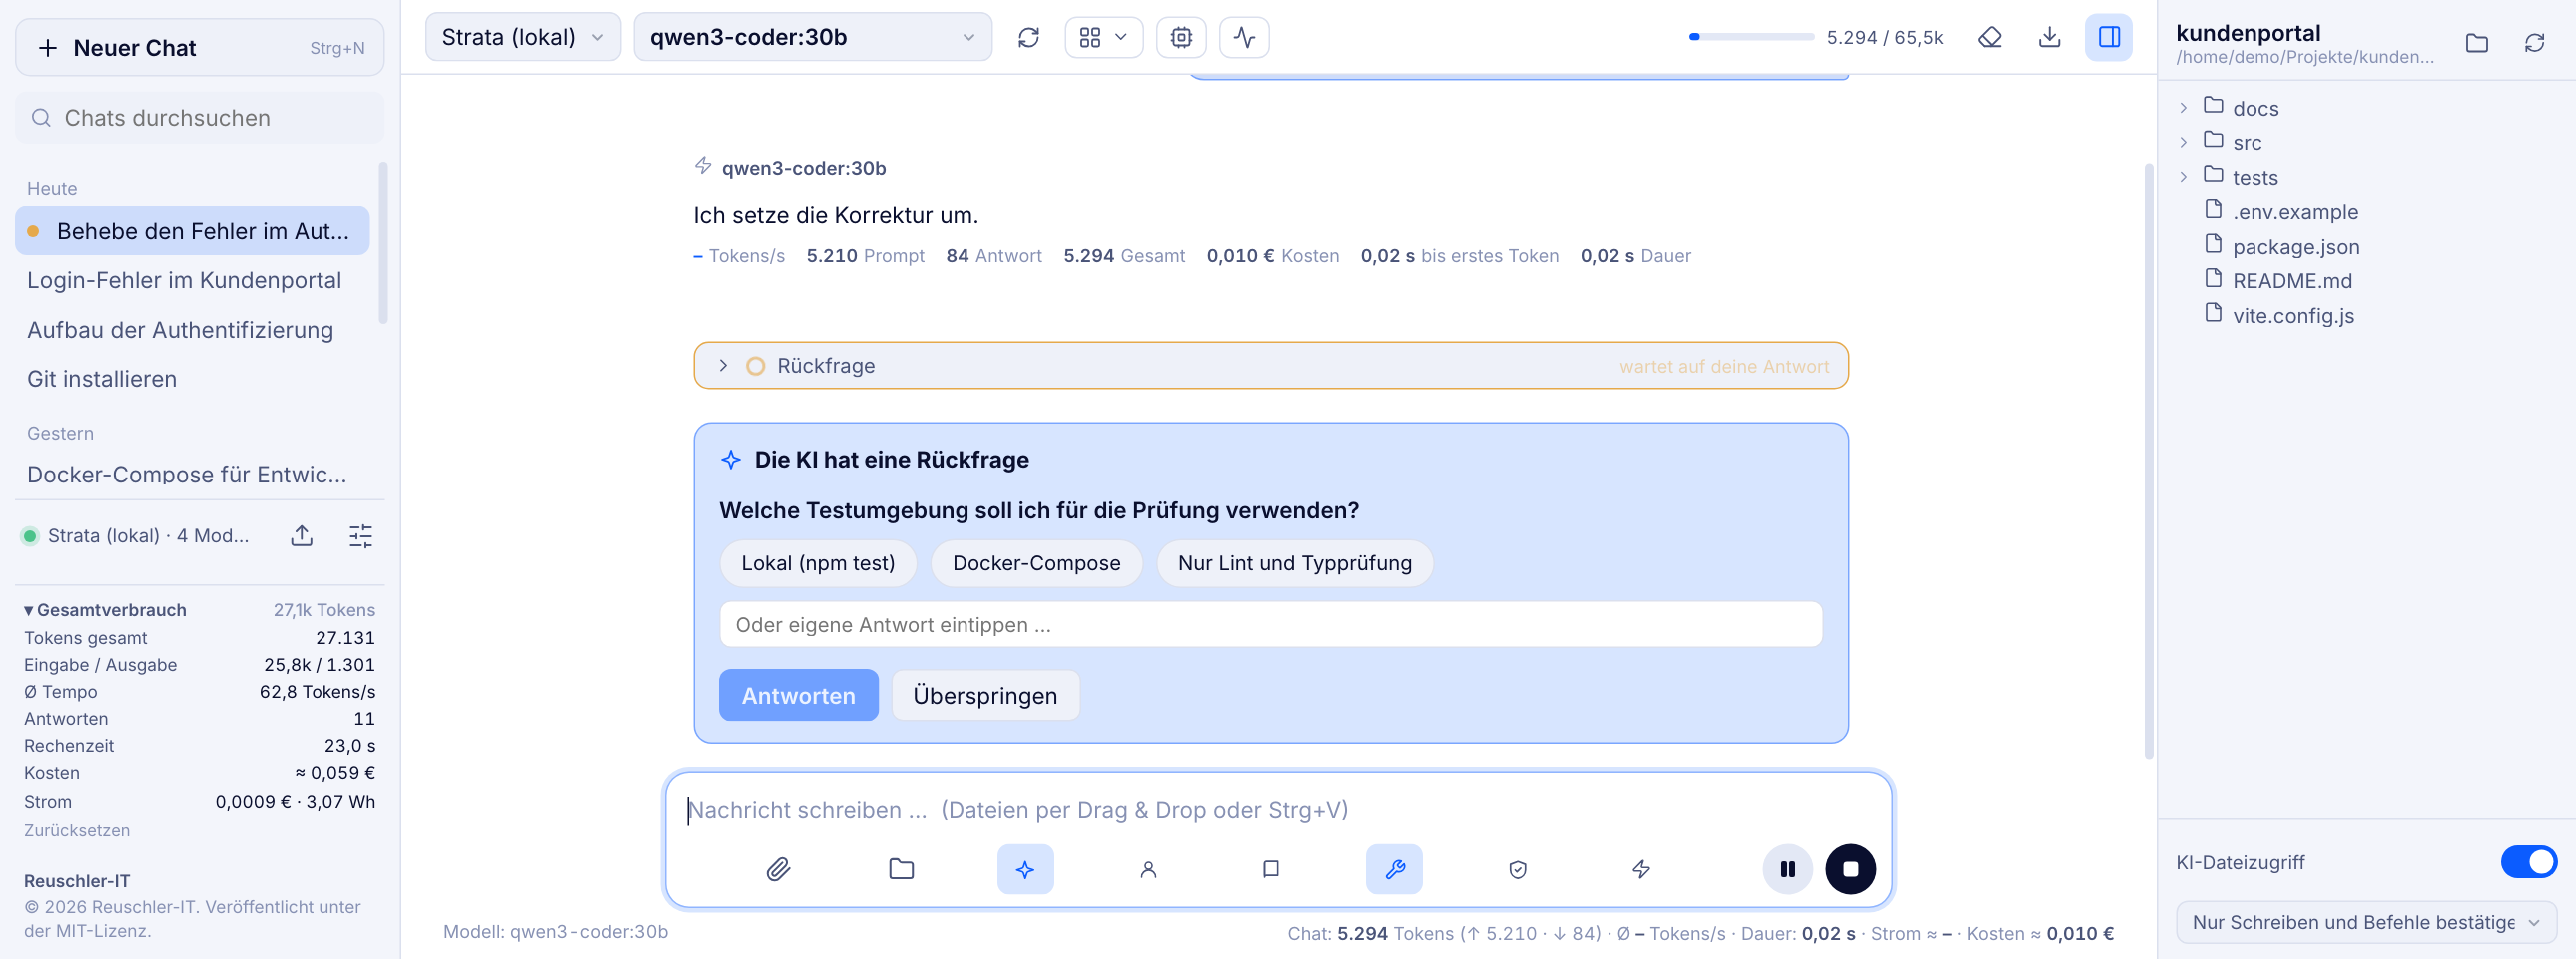 Neuer Chat Strg+N
Chats durchsuchen
Heute
Behebe den Fehler im Aut...
Login-Fehler im Kundenportal
Aufbau der Authentifizierung
Git installieren
Gestern
Docker-Compose für Entwic...
Strata (lokal) · 4 Mod...
▾ Gesamtverbrauch 27,1k Tokens
Tokens gesamt 27.131
Eingabe / Ausgabe 25,8k / 1.301
Ø Tempo 62,8 Tokens/s
Antworten 11
Rechenzeit 23,0 s
Kosten ≈ 0,059 €
Strom 0,0009 € · 3,07 Wh
Zurücksetzen
Reuschler-IT
© 2026 Reuschler-IT. Veröffentlicht unter
der MIT-Lizenz.
Strata (lokal) qwen3-coder:30b 5.294 / 65,5k
qwen3-coder:30b
Ich setze die Korrektur um.
– Tokens/s 5.210 Prompt 84 Antwort 5.294 Gesamt 0,010 € Kosten 0,02 s bis erstes Token 0,02 s Dauer
Rückfrage wartet auf deine Antwort
Die KI hat eine Rückfrage
Welche Testumgebung soll ich für die Prüfung verwenden?
Lokal (npm test) Docker-Compose Nur Lint und Typprüfung
Oder eigene Antwort eintippen ...
Antworten Überspringen
Nachricht schreiben ... (Dateien per Drag & Drop oder Strg+V)
Modell: qwen3-coder:30b
Chat: 5.294 Tokens (↑ 5.210 · ↓ 84) · Ø – Tokens/s · Dauer: 0,02 s · Strom ≈ – · Kosten ≈ 0,010 €
kundenportal
/home/demo/Projekte/kunden...
docs
src
tests
.env.example
package.json
README.md
vite.config.js
KI-Dateizugriff
Nur Schreiben und Befehle bestätige